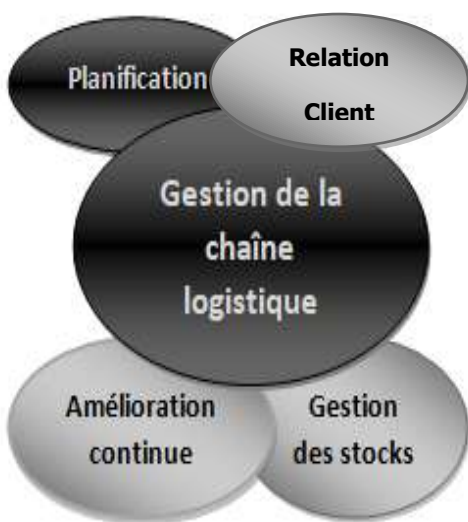 Planification
Relation
Client
Gestion de la
chaîne
logistique
Amélioration
continue
Gestion
des stocks